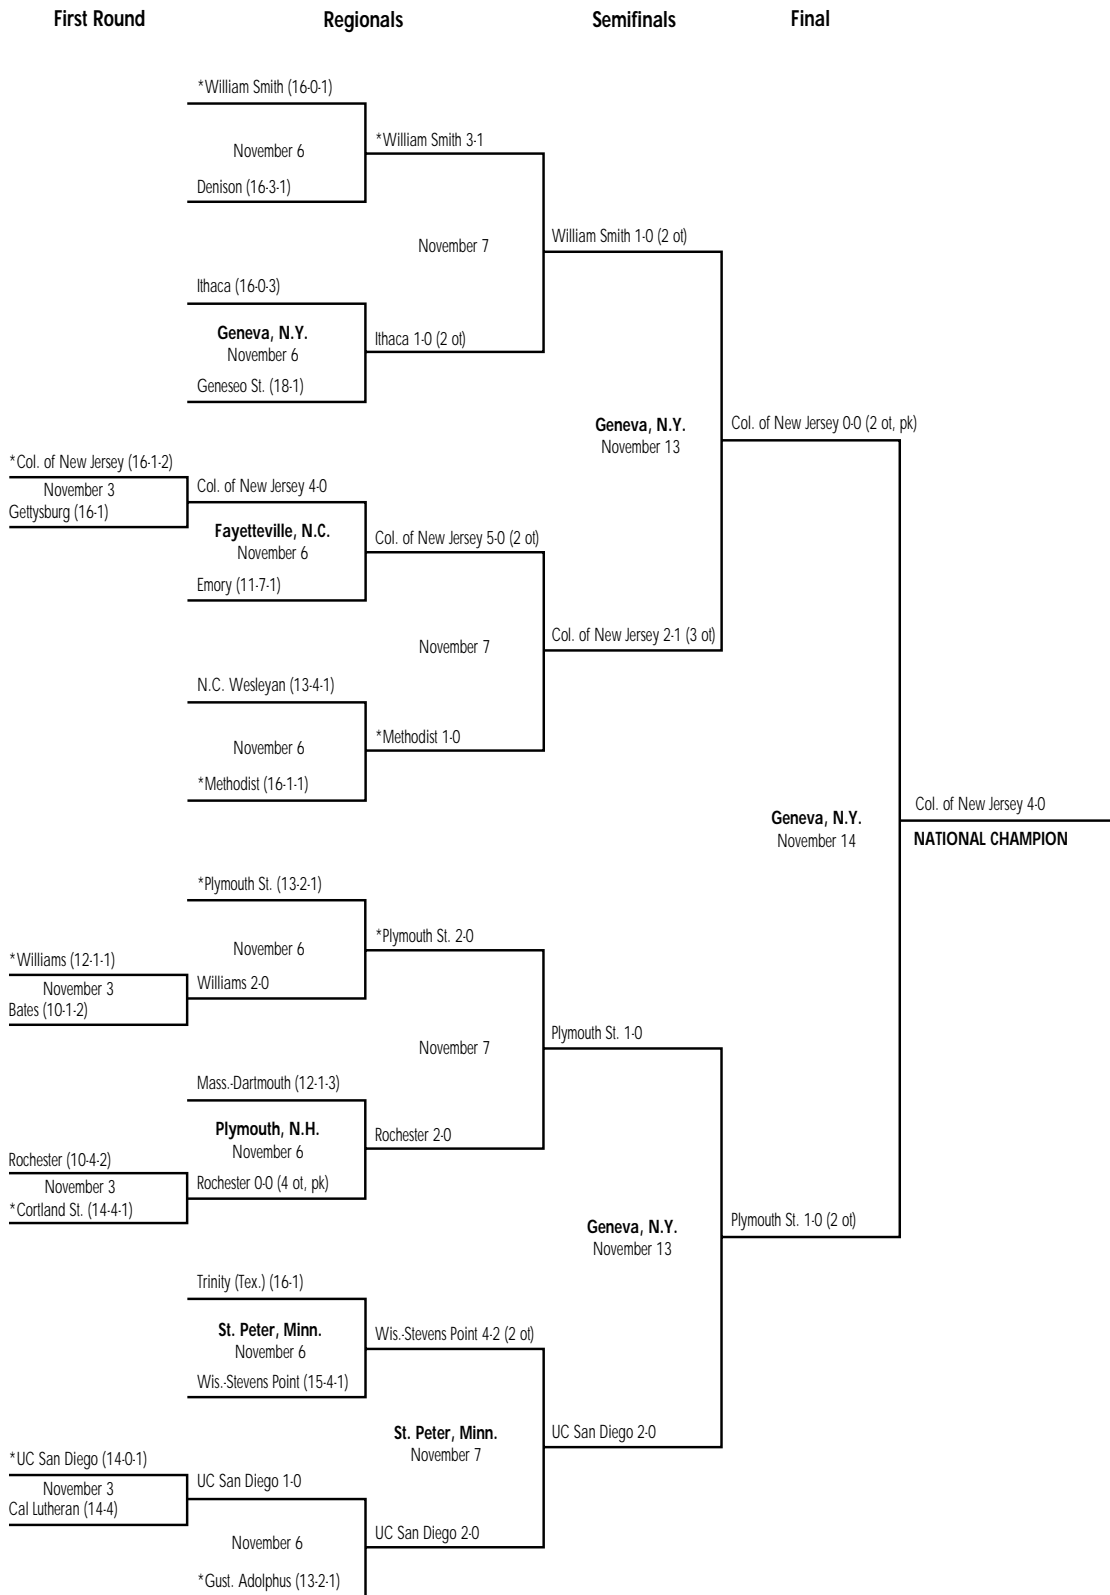 First Round Regionals Semifinals Final
*William Smith (16-0-1)
November 6
*William Smith 3-1
Denison (16-3-1)
November 7
William Smith 1-0 (2 ot)
Ithaca (16-0-3)
Geneva, N.Y.
November 6
Ithaca 1-0 (2 ot)
Geneseo St. (18-1)
Geneva, N.Y.
November 13
Col. of New Jersey 0-0 (2 ot, pk)
*Col. of New Jersey (16-1-2)
November 3
Gettysburg (16-1)
Col. of New Jersey 4-0
Fayetteville, N.C.
November 6
Col. of New Jersey 5-0 (2 ot)
Emory (11-7-1)
November 7
Col. of New Jersey 2-1 (3 ot)
N.C. Wesleyan (13-4-1)
November 6
*Methodist 1-0
*Methodist (16-1-1)
Geneva, N.Y.
November 14
Col. of New Jersey 4-0
NATIONAL CHAMPION
*Plymouth St. (13-2-1)
November 6
*Plymouth St. 2-0
*Williams (12-1-1)
November 3
Bates (10-1-2)
Williams 2-0
November 7
Plymouth St. 1-0
Mass.-Dartmouth (12-1-3)
Plymouth, N.H.
November 6
Rochester 2-0
Rochester (10-4-2)
November 3
*Cortland St. (14-4-1)
Rochester 0-0 (4 ot, pk)
Geneva, N.Y.
November 13
Plymouth St. 1-0 (2 ot)
Trinity (Tex.) (16-1)
St. Peter, Minn.
November 6
Wis.-Stevens Point 4-2 (2 ot)
Wis.-Stevens Point (15-4-1)
St. Peter, Minn.
November 7
UC San Diego 2-0
*UC San Diego (14-0-1)
November 3
Cal Lutheran (14-4)
UC San Diego 1-0
November 6
UC San Diego 2-0
*Gust. Adolphus (13-2-1)